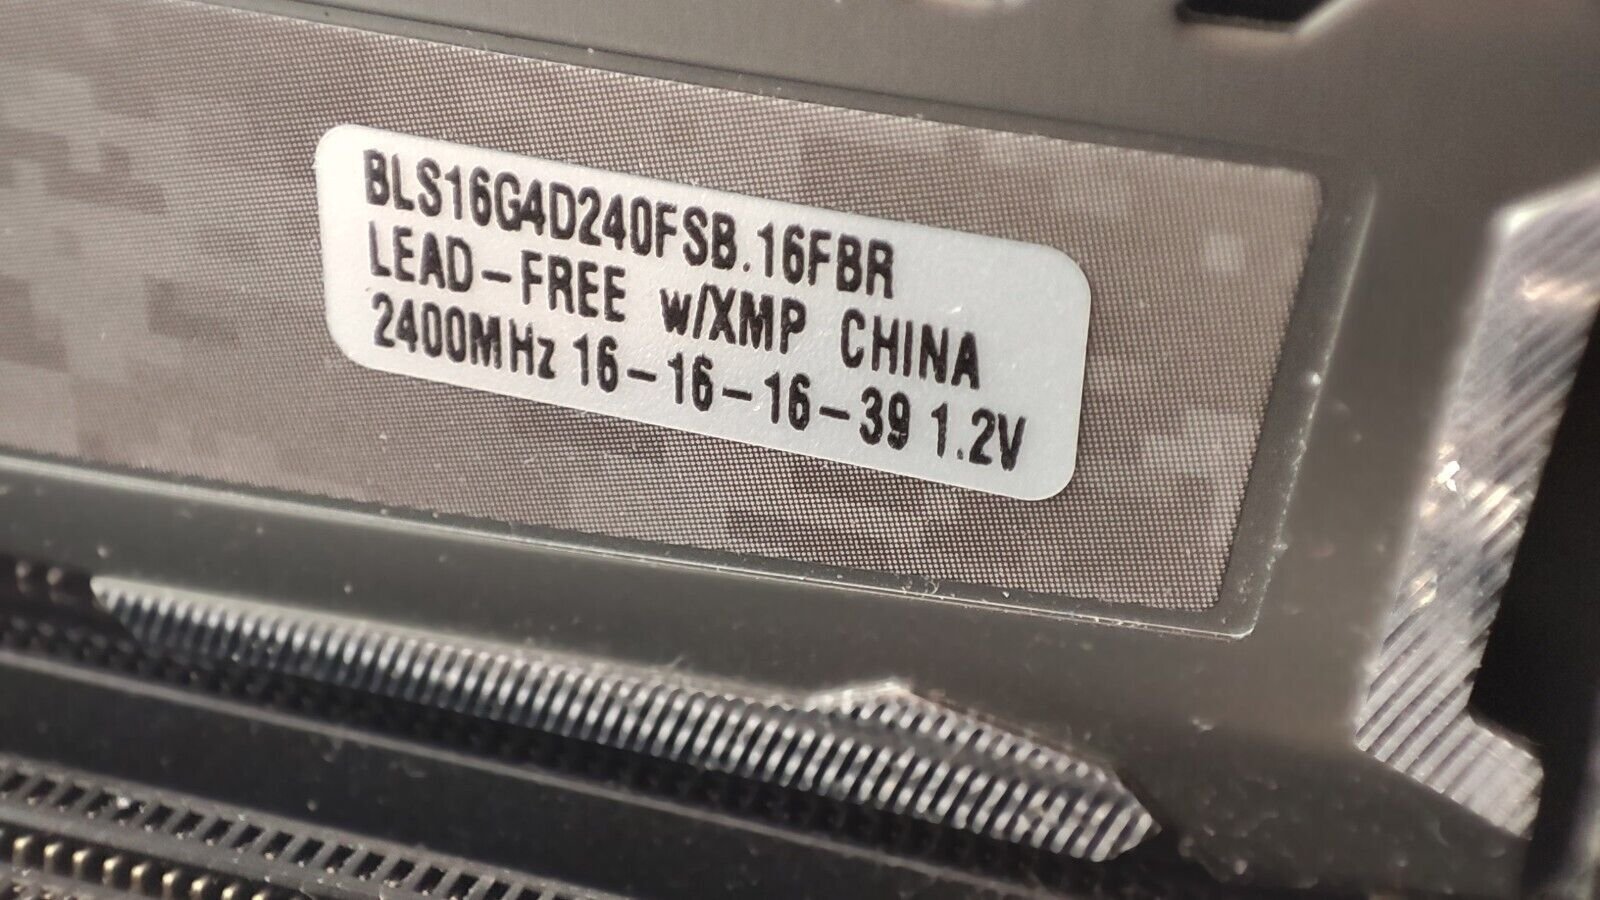 BLS16G4D240FSB.16FBR
LEAD-FREE w/XMP CHINA
2400MHz 16-16-16-39 1.2V